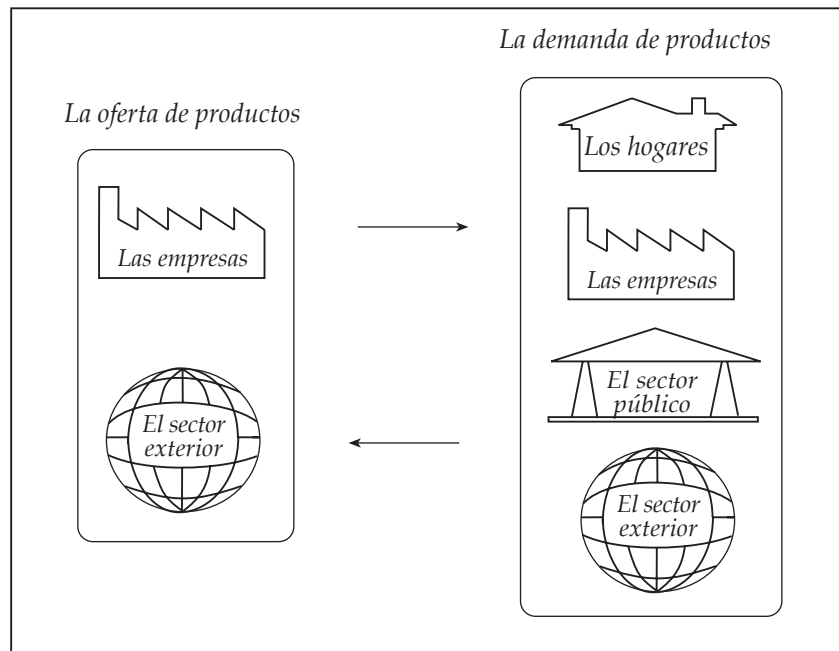 La oferta de productos
Las empresas
El sector
exterior
La demanda de productos
Los hogares
Las empresas
El sector
público
El sector
exterior